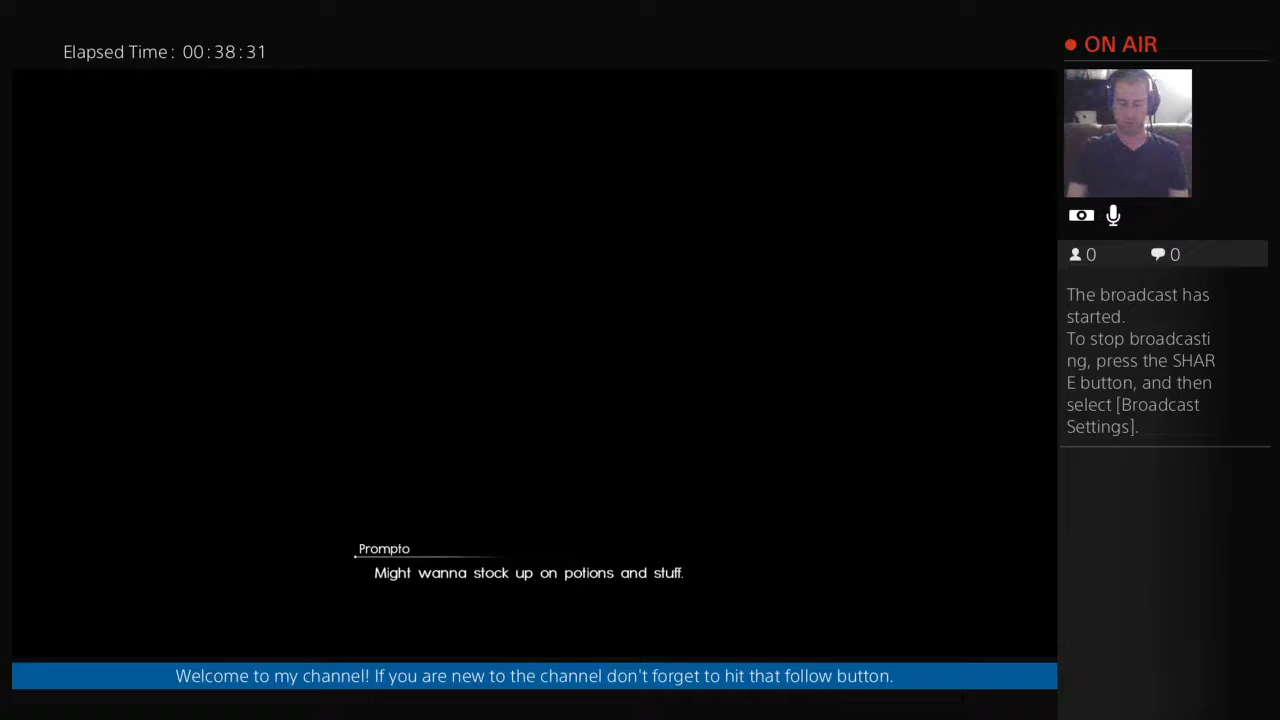 Elapsed Time: 00:38:31
ON AIR
0 0
The broadcast has
started.
To stop broadcasti
ng, press the SHAR
E button, and then
select [Broadcast
Settings].
Prompto
Might wanna stock up on potions and stuff.
Welcome to my channel! If you are new to the channel don't forget to hit that follow button.